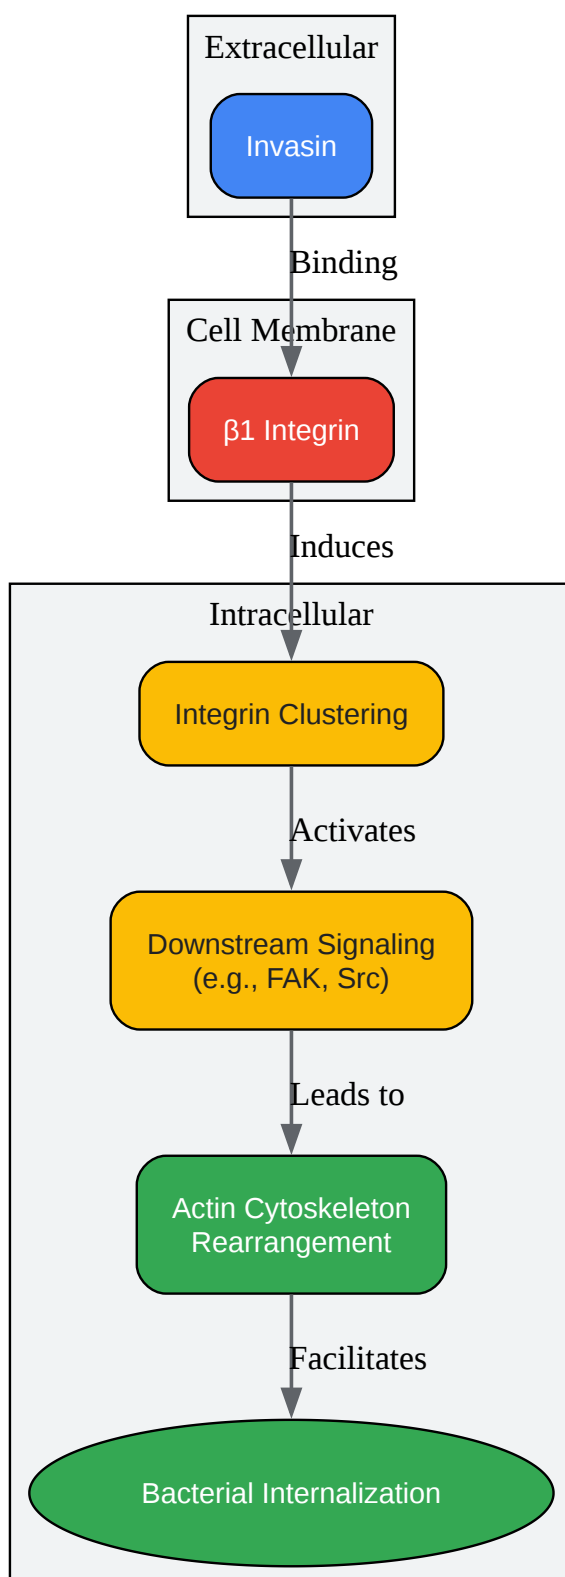 Extracellular
Invasin
Binding
Cell Membrane
β1 Integrin
Induces
Intracellular
Integrin Clustering
Activates
Downstream Signaling
(e.g., FAK, Src)
Leads to
Actin Cytoskeleton
Rearrangement
Facilitates
Bacterial Internalization